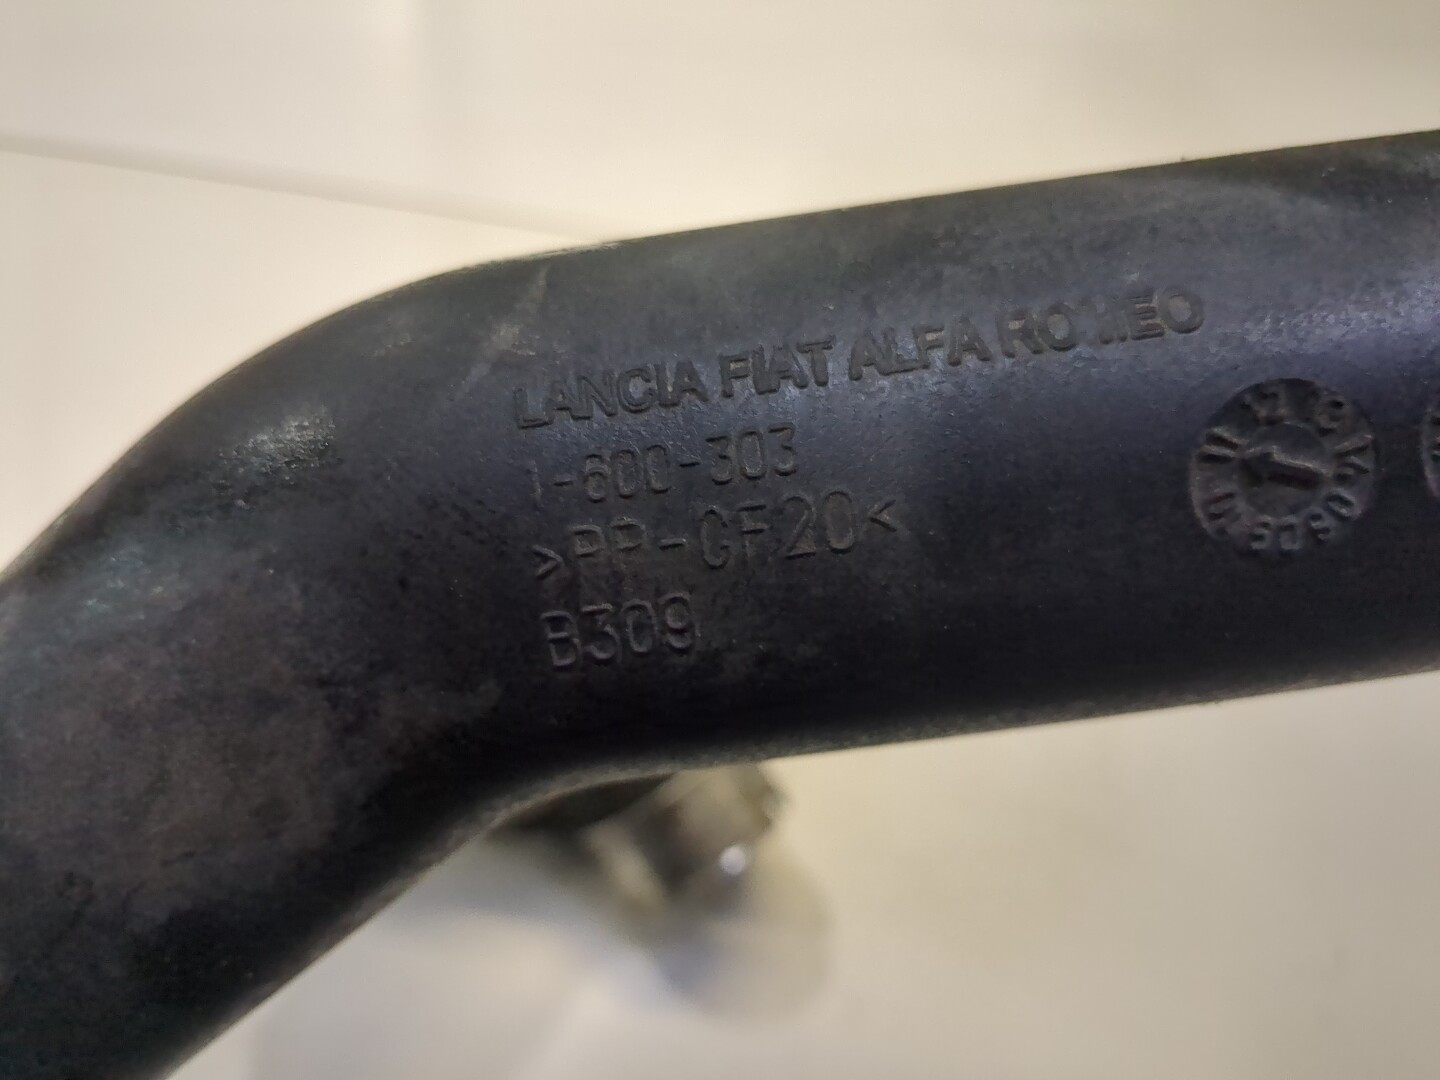 LANCIA FIAT ALFA ROMEO
1-600-303
>PP-GF20<
B309